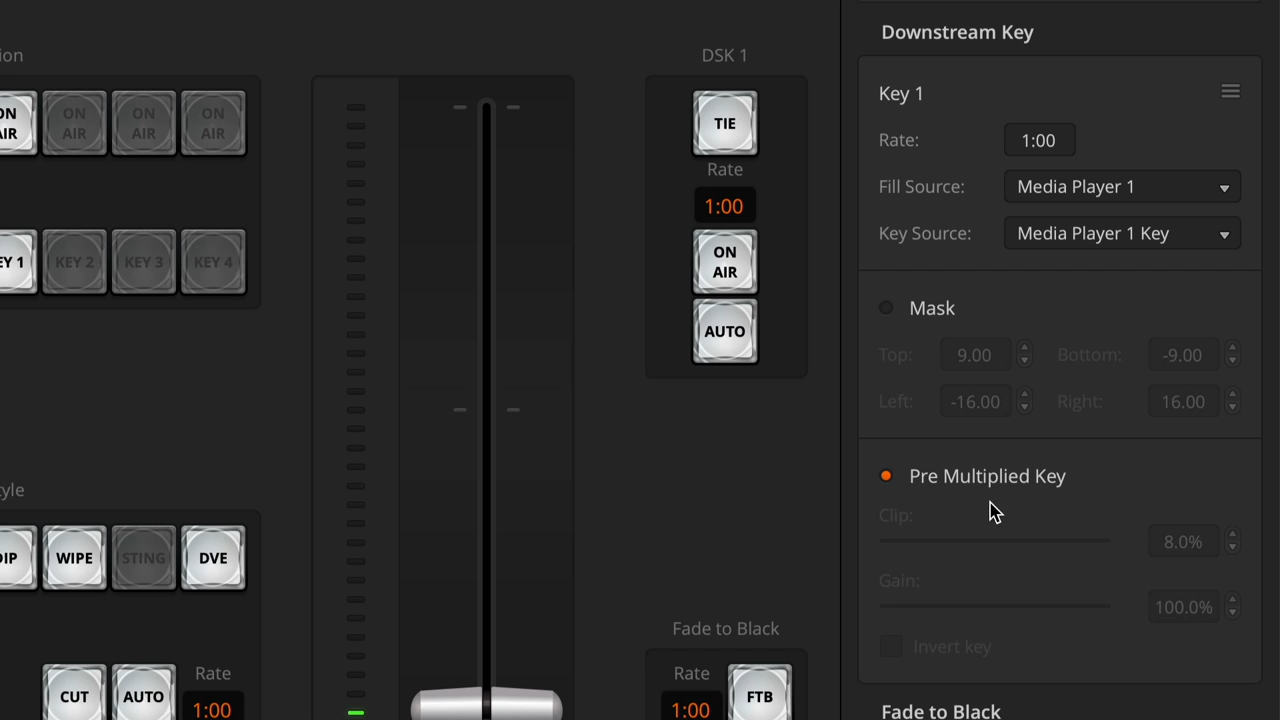 ion
ON
AIR
ON
AIR
ON
AIR
ON
AIR
EY 1
KEY 2
KEY 3
KEY 4
tyle
DIP
WIPE
STING
DVE
CUT
AUTO
Rate
1:00
DSK 1
TIE
Rate
1:00
ON
AIR
AUTO
Fade to Black
Rate
1:00
FTB
Downstream Key
Key 1
Rate: 1:00
Fill Source: Media Player 1
Key Source: Media Player 1 Key
Mask
Top: 9.00 Bottom: -9.00
Left: -16.00 Right: 16.00
Pre Multiplied Key
Clip:
8.0%
Gain:
100.0%
Invert key
Fade to Black